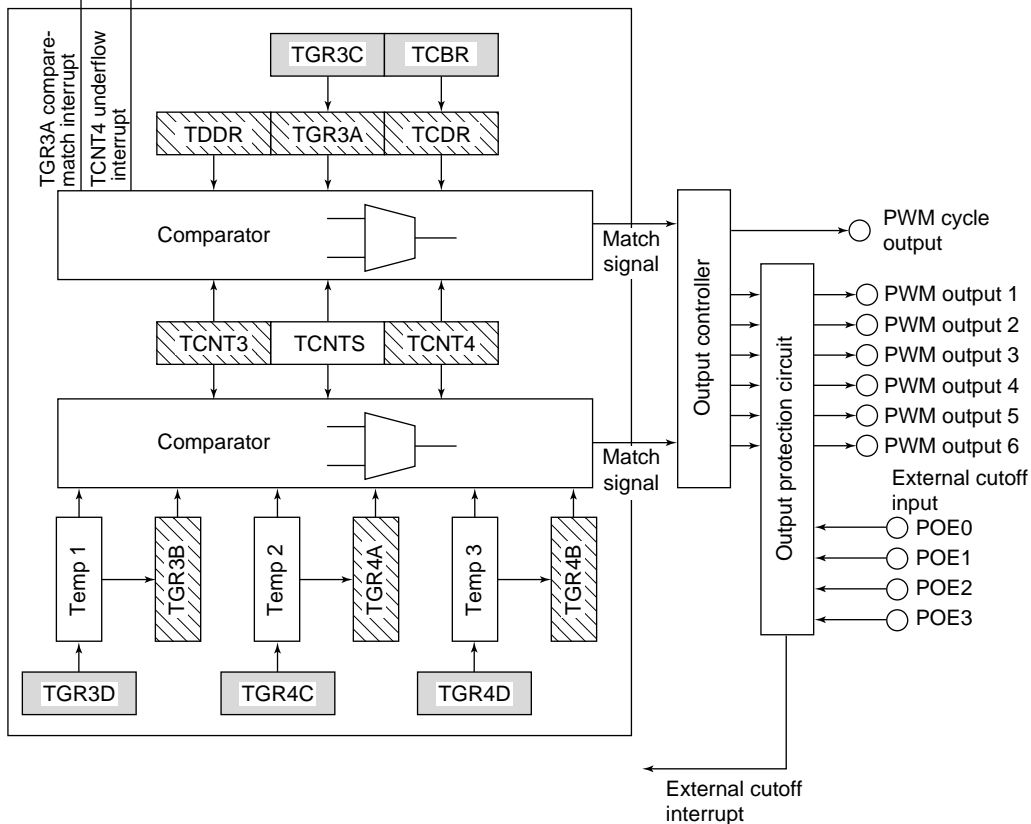 TGR3A compare-
match interrupt
TCNT4 underflow
interrupt
TGR3C
TCBR
TDDR
TGR3A
TCDR
Comparator
Match
signal
TCNT3
TCNTS
TCNT4
Comparator
Match
signal
Temp 1
TGR3B
Temp 2
TGR4A
Temp 3
TGR4B
TGR3D
TGR4C
TGR4D
Output controller
Output protection circuit
PWM cycle
output
PWM output 1
PWM output 2
PWM output 3
PWM output 4
PWM output 5
PWM output 6
External cutoff
input
POE0
POE1
POE2
POE3
External cutoff
interrupt